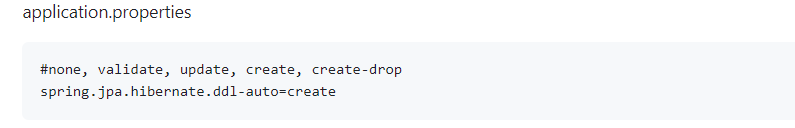 application.properties
#none, validate, update, create, create-drop
spring.jpa.hibernate.ddl-auto=create